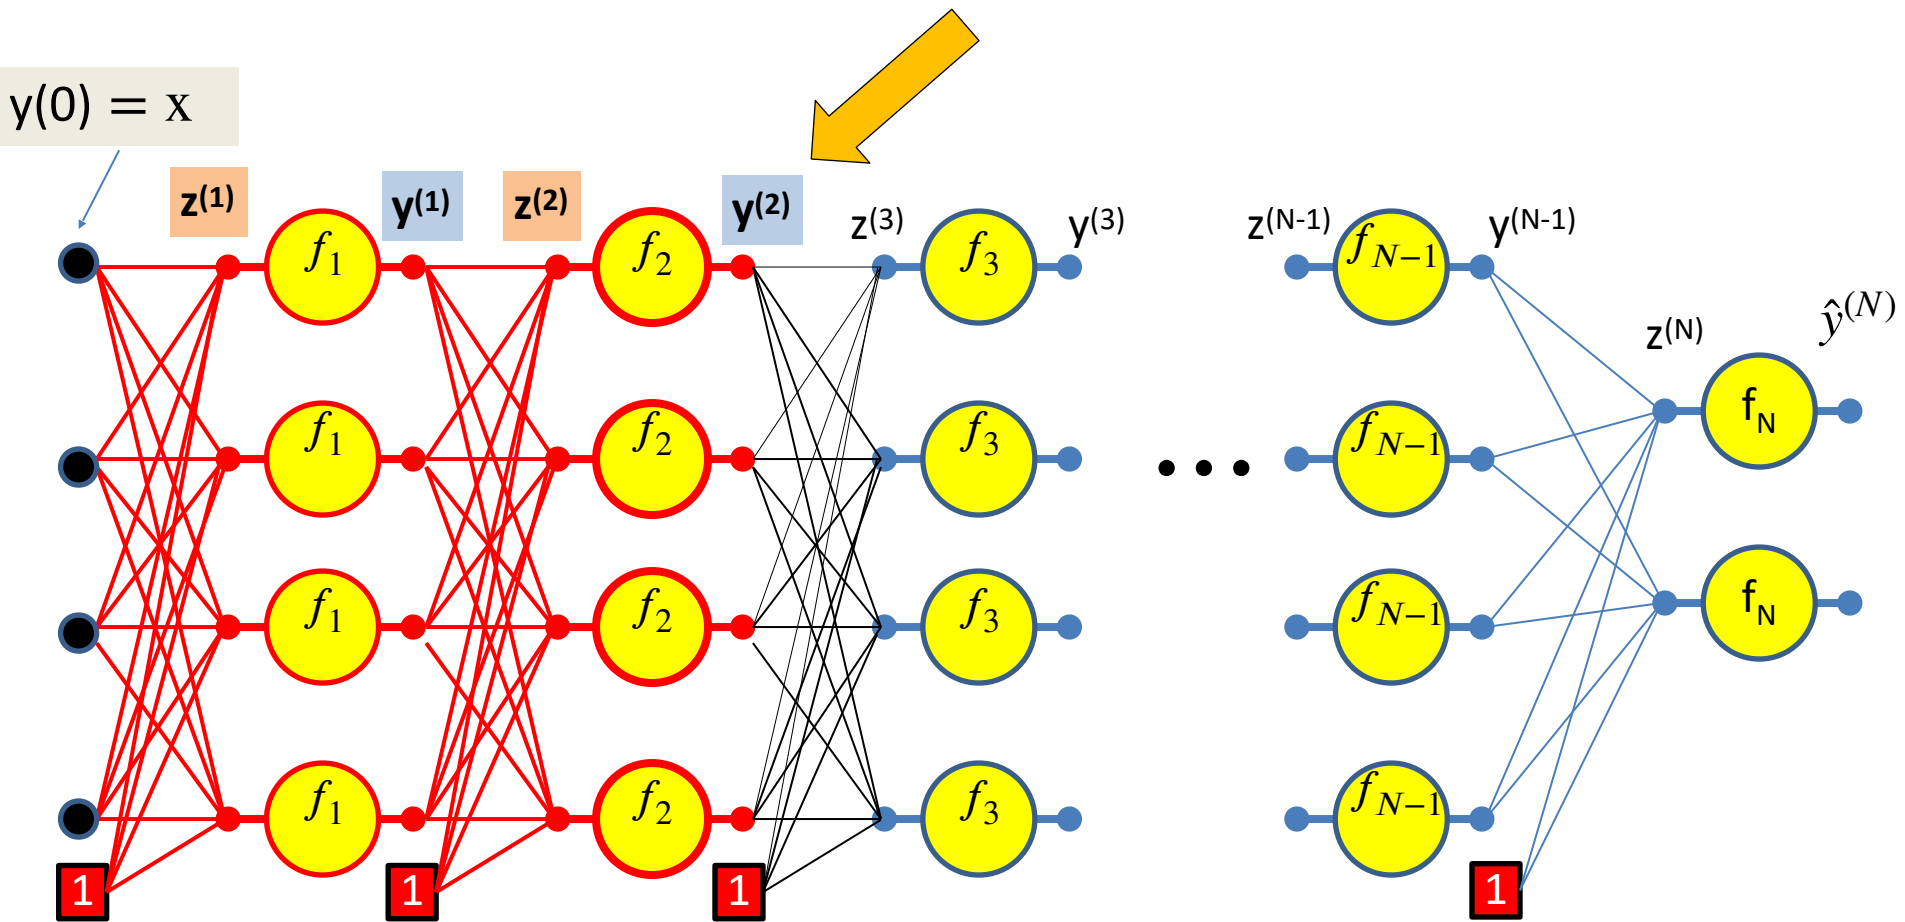 y(0) = x
z(1) y(1) z(2) y(2) z(3) y(3) z(N-1) y(N-1)
f1 f2 f3 fN−1
z(N) ŷ(N)
fN
f1 f2 f3 fN−1
fN
f1 f2 f3 fN−1
f1 f2 f3 fN−1
1 1 1 1